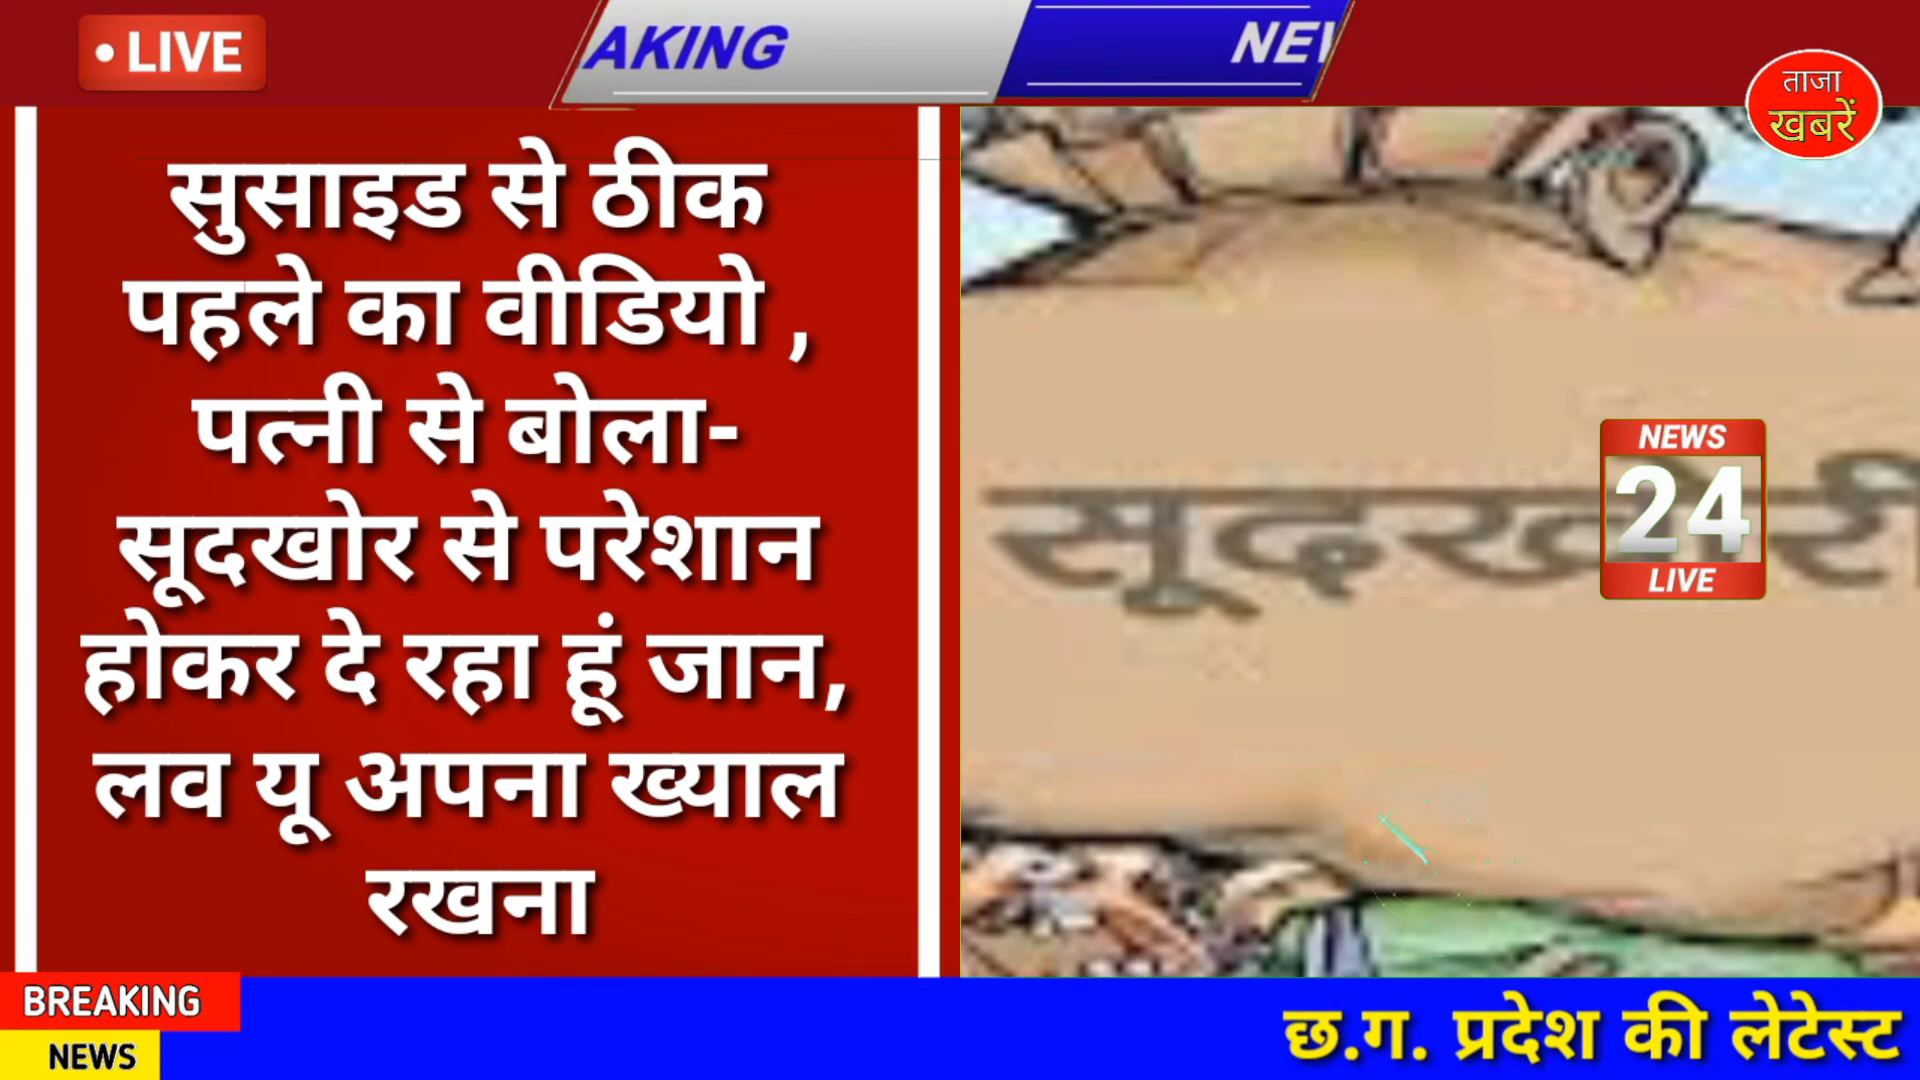 • LIVE
AKING
NE
ताजा
खबरें
सुसाइड से ठीक
पहले का वीडियो ,
पत्नी से बोला-
सूदखोर से परेशान
होकर दे रहा हूं जान,
लव यू अपना ख्याल
रखना
NEWS
24
LIVE
BREAKING
NEWS
छ.ग. प्रदेश की लेटेस्ट